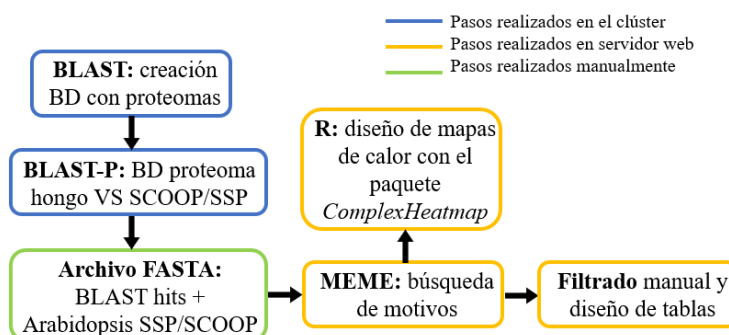 Pasos realizados en el clúster
Pasos realizados en servidor web
Pasos realizados manualmente
BLAST: creación
BD con proteomas
BLAST-P: BD proteoma
hongo VS SCOOP/SSP
Archivo FASTA:
BLAST hits +
Arabidopsis SSP/SCOOP
R: diseño de mapas
de calor con el
paquete
ComplexHeatmap
MEME: búsqueda
de motivos
Filtrado manual y
diseño de tablas